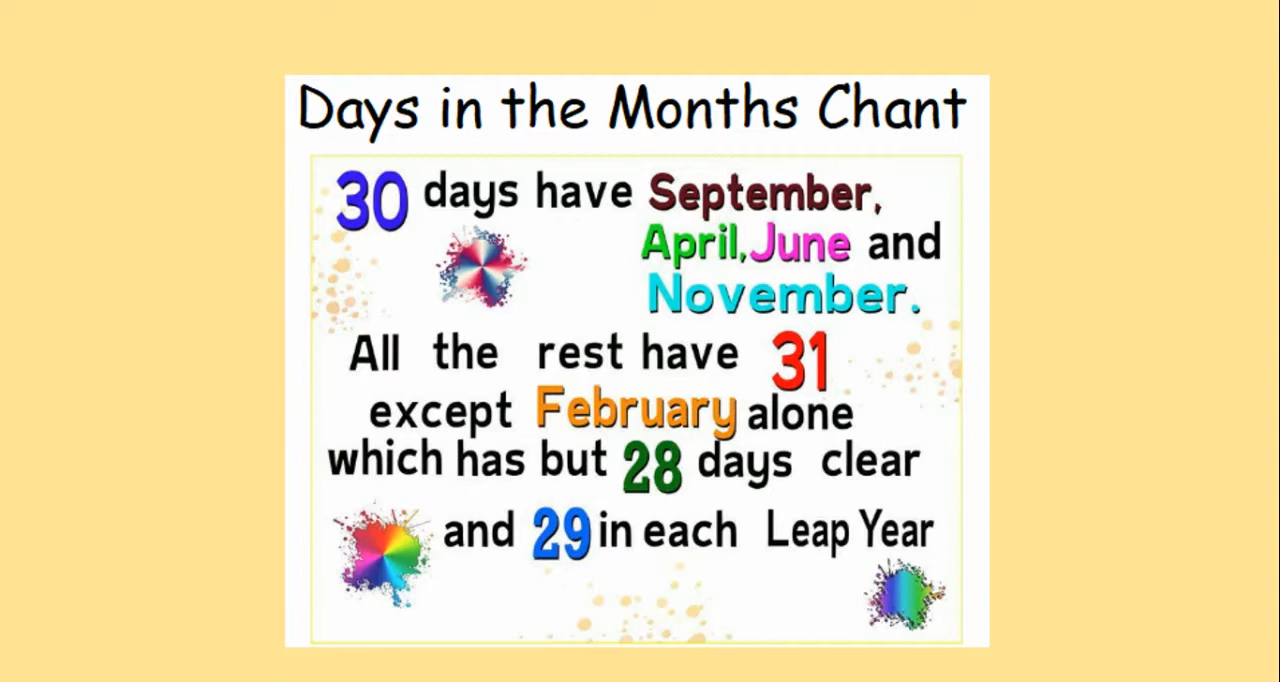 Days in the Months Chant
30 days have September,
April, June and
November.
All the rest have 31
except February alone
which has but 28 days clear
and 29 in each Leap Year